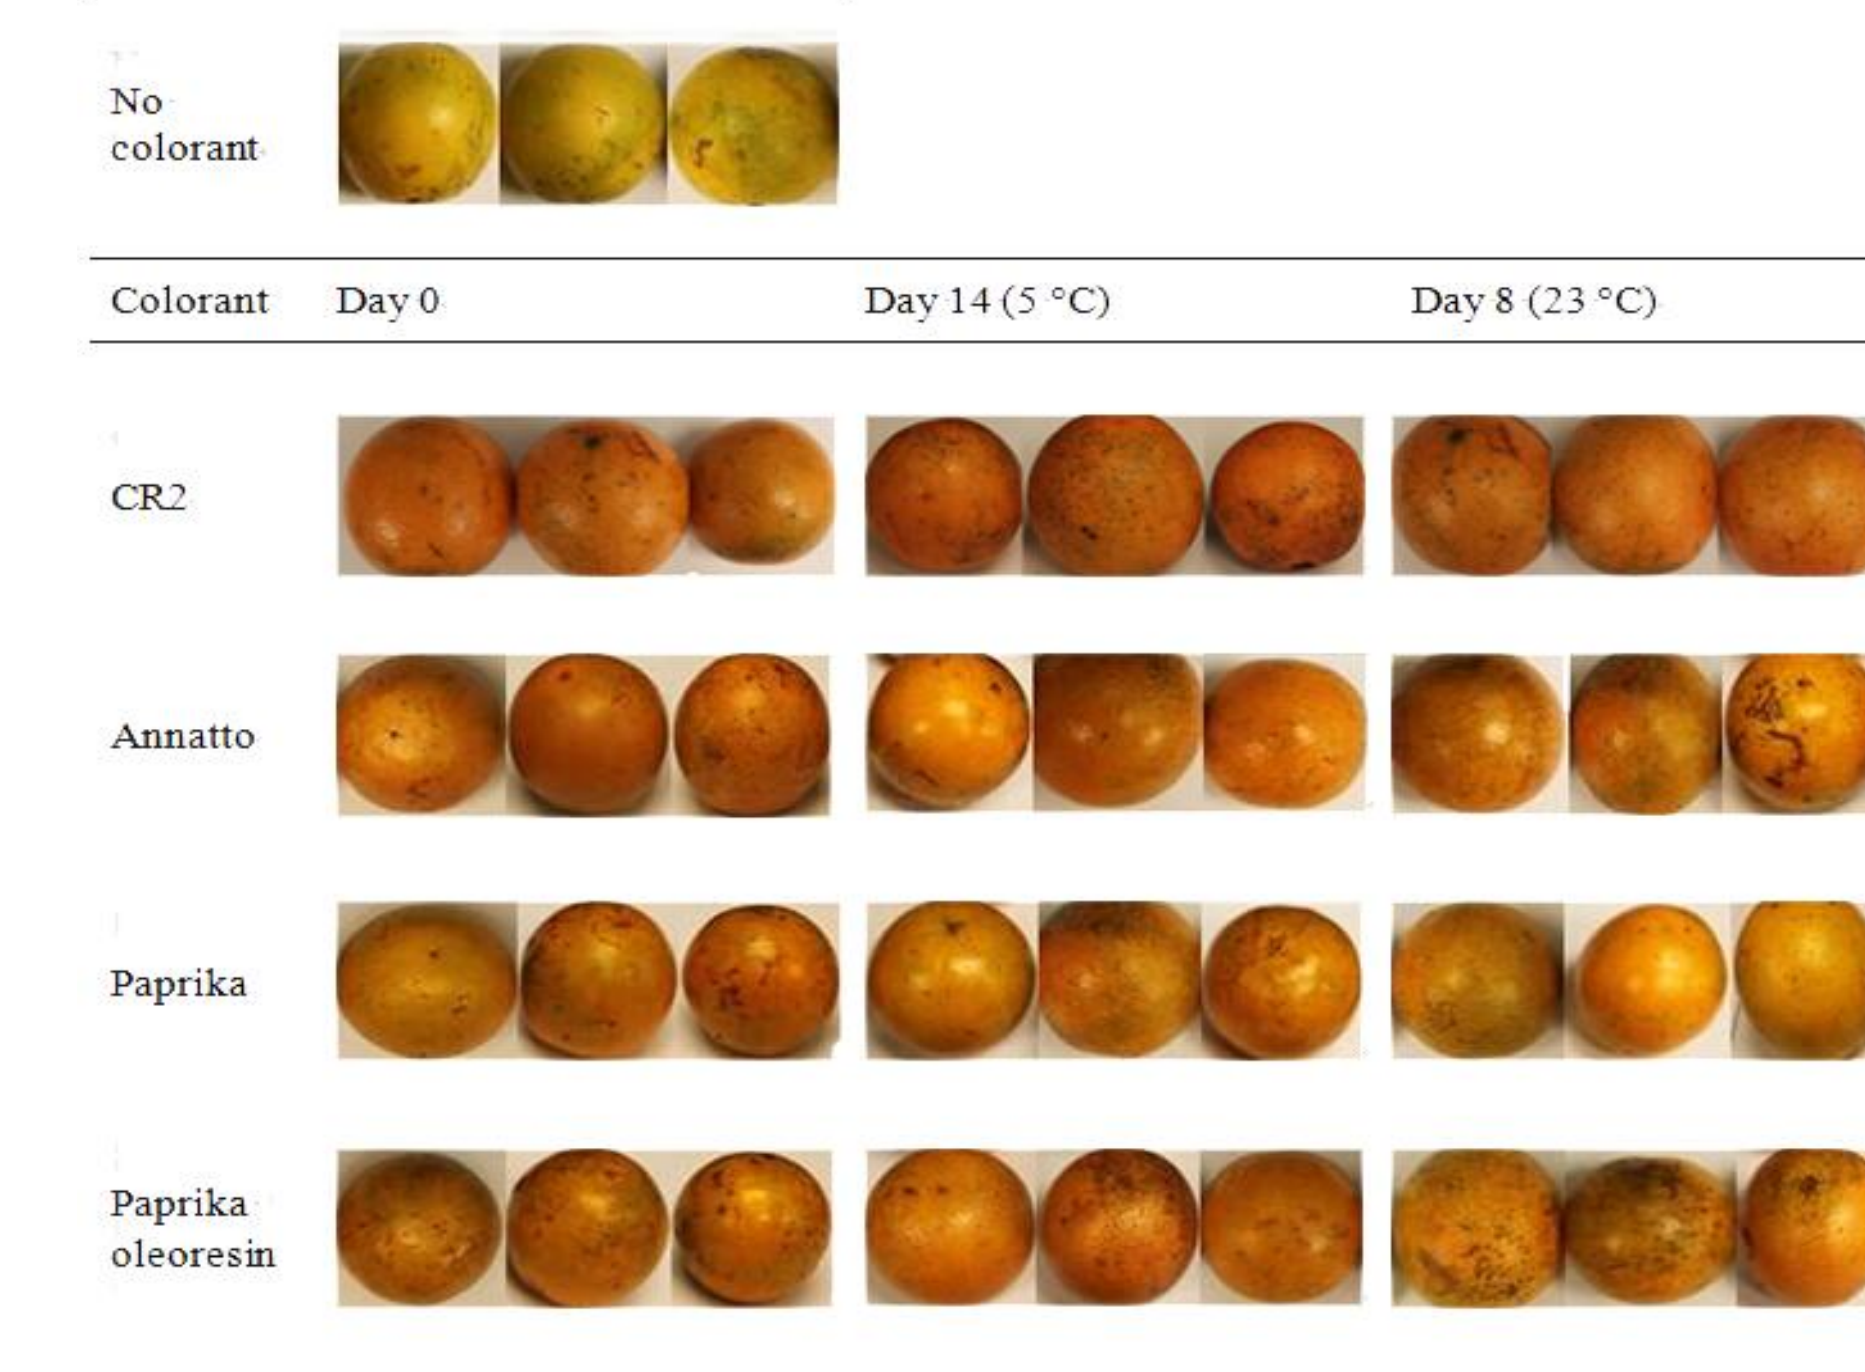 No
colorant
Colorant Day 0 Day 14 (5 °C) Day 8 (23 °C)
CR2
Annatto
Paprika
Paprika
oleoresin